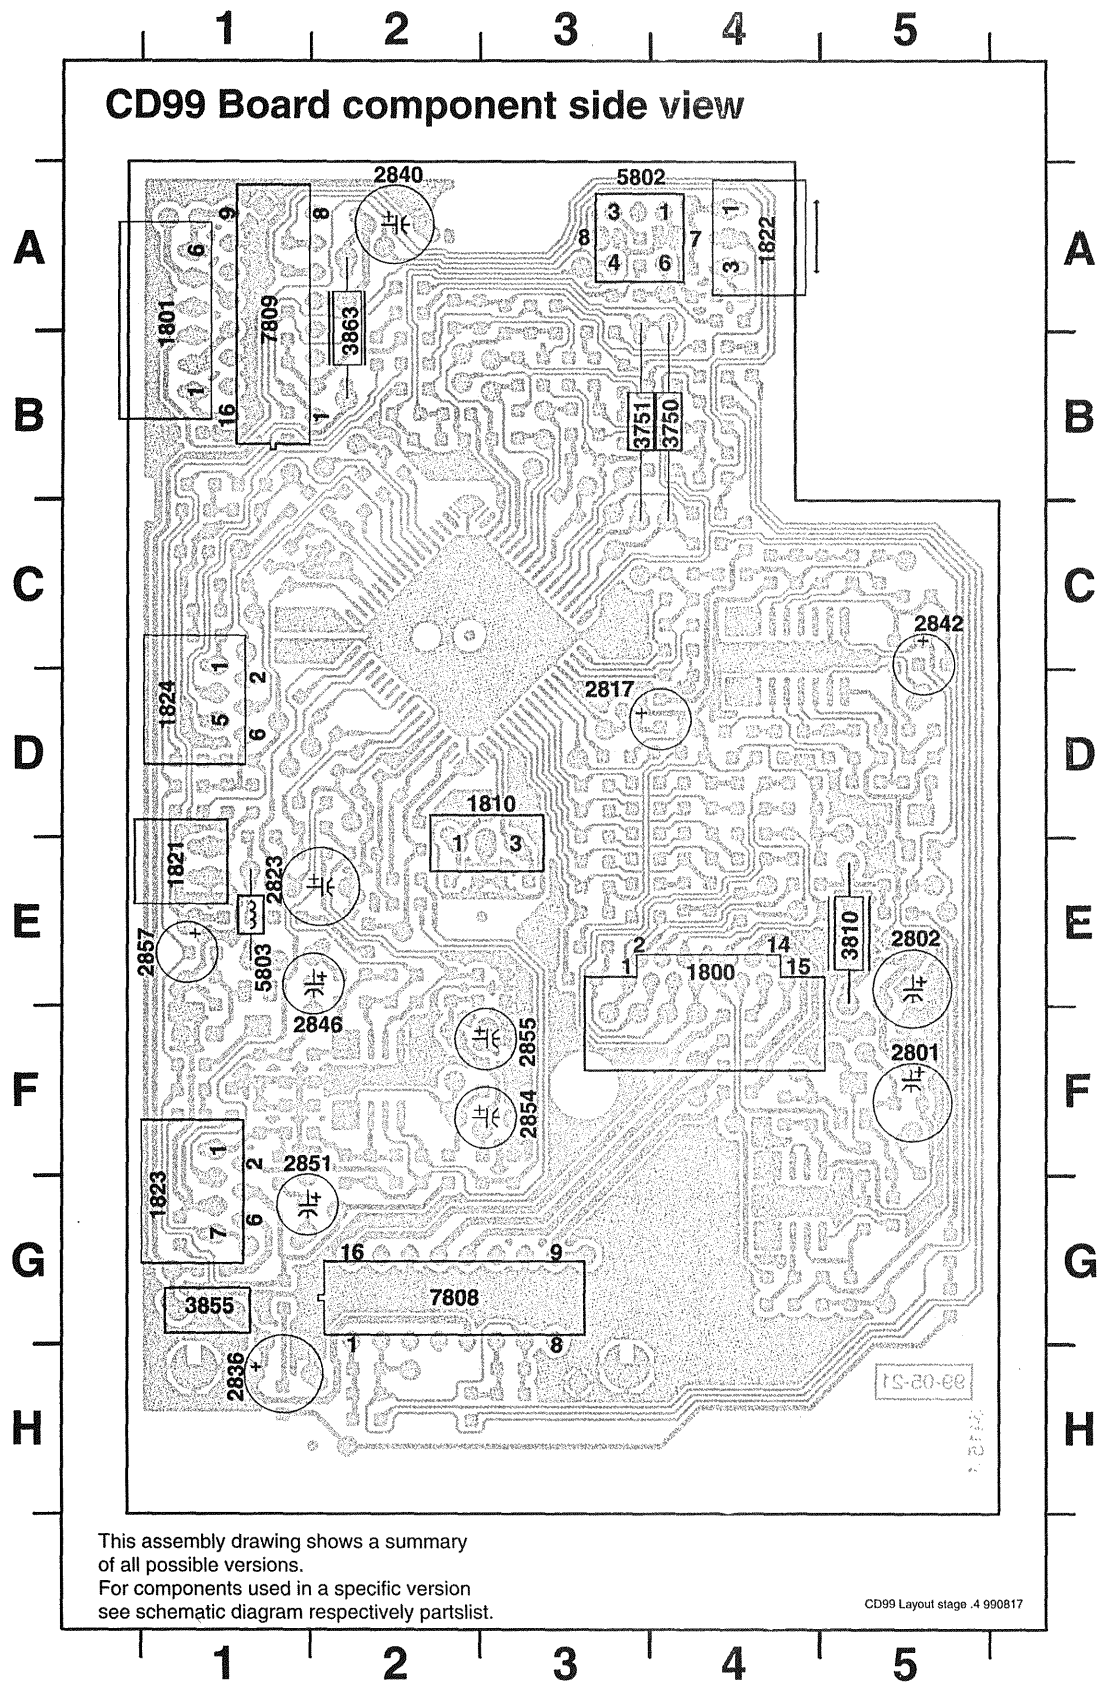 1 2 3 4 5
CD99 Board component side view
2840
5802
A
9
8
3 1
1
A
6
8
7
1822
4 6
3
1801
7809
3863
B
1
16
1
3751
3750
B
C
C
2842
1
2
2817
1824
5
6
D
D
1810
1 3
1821
2823
E
2857
5803
2 14
1 1800 15
3810
2802
E
2846
2855
2801
F
2854
F
1
2
2851
1823
7
6
G
16 9
G
3855
7808
1 8
2836
99-05-21
H
H
This assembly drawing shows a summary
of all possible versions.
For components used in a specific version
see schematic diagram respectively partslist.
CD99 Layout stage .4 990817
1 2 3 4 5